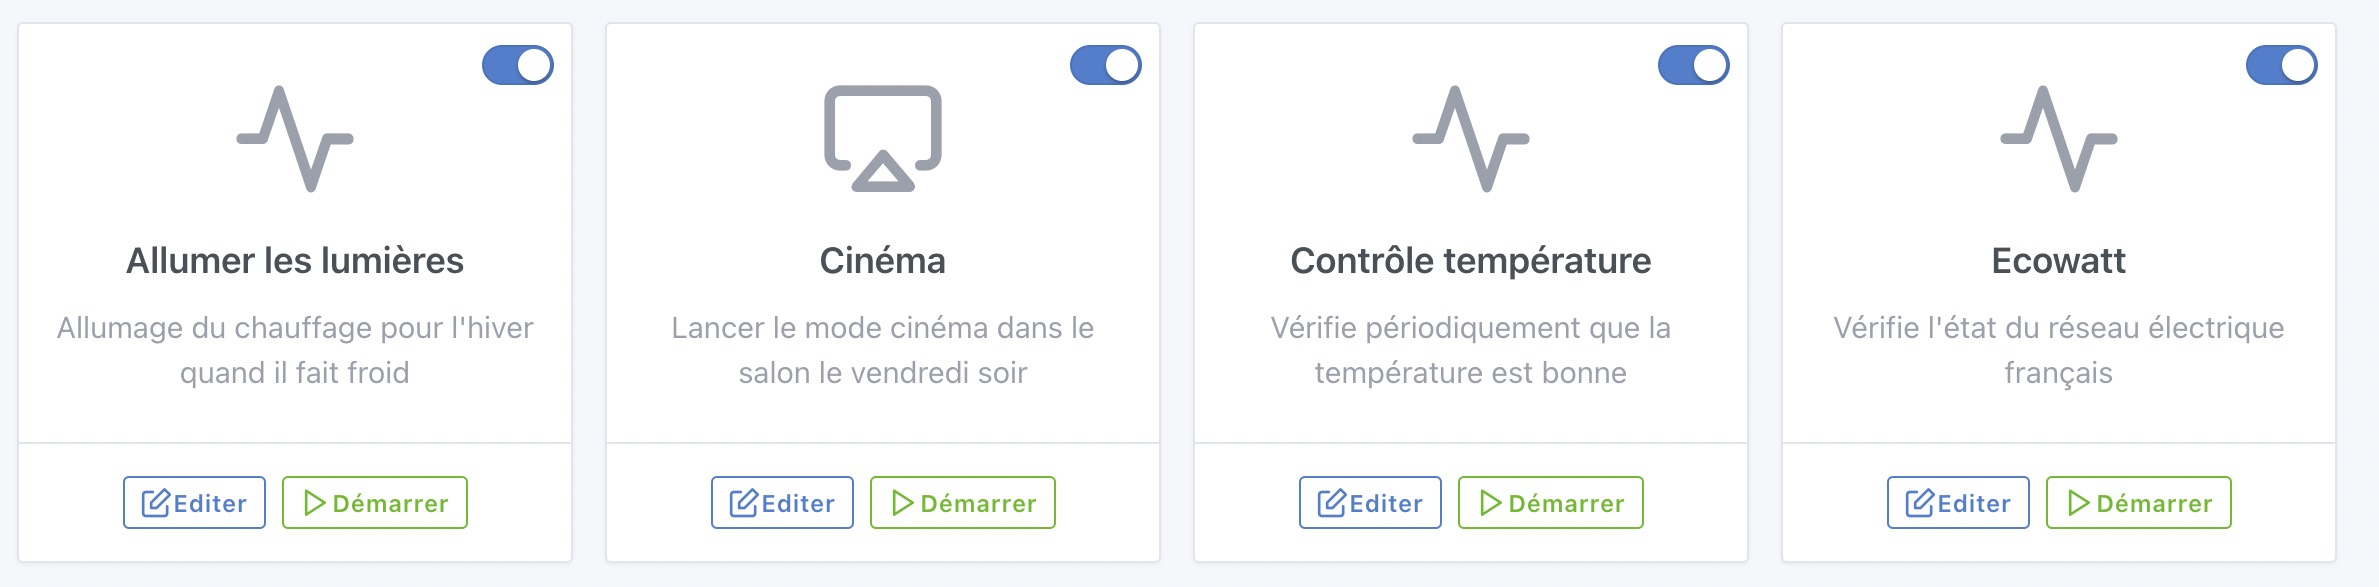 Allumer les lumières
Allumage du chauffage pour l'hiver
quand il fait froid
Editer
Démarrer
Cinéma
Lancer le mode cinéma dans le
salon le vendredi soir
Editer
Démarrer
Contrôle température
Vérifie périodiquement que la
température est bonne
Editer
Démarrer
Ecowatt
Vérifie l'état du réseau électrique
français
Editer
Démarrer